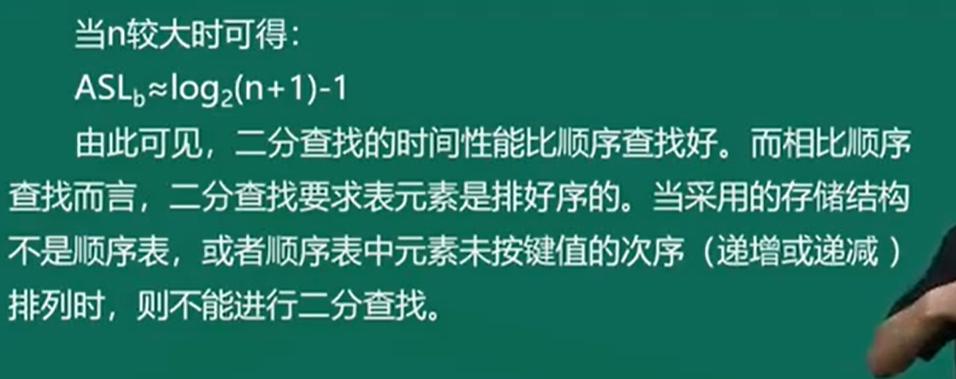 当n较大时可得：
ASLb≈log2(n+1)-1
由此可见，二分查找的时间性能比顺序查找好。而相比顺序
查找而言，二分查找要求表元素是排好序的。当采用的存储结构
不是顺序表，或者顺序表中元素未按键值的次序（递增或递减 ）
排列时，则不能进行二分查找。